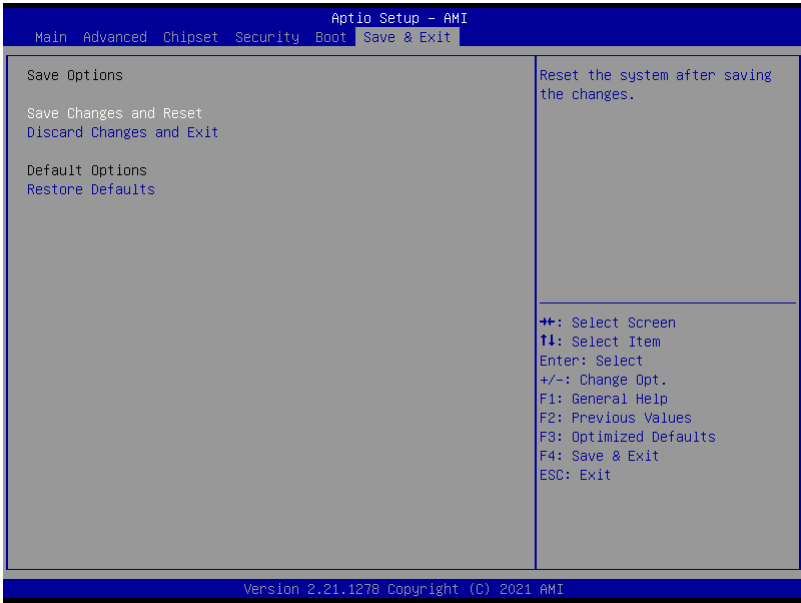 Aptio Setup – AMI
Main Advanced Chipset Security Boot Save & Exit
Save Options
Save Changes and Reset
Discard Changes and Exit
Default Options
Restore Defaults
Reset the system after saving
the changes.
→←: Select Screen
↑↓: Select Item
Enter: Select
+/-: Change Opt.
F1: General Help
F2: Previous Values
F3: Optimized Defaults
F4: Save & Exit
ESC: Exit
Version 2.21.1278 Copyright (C) 2021 AMI